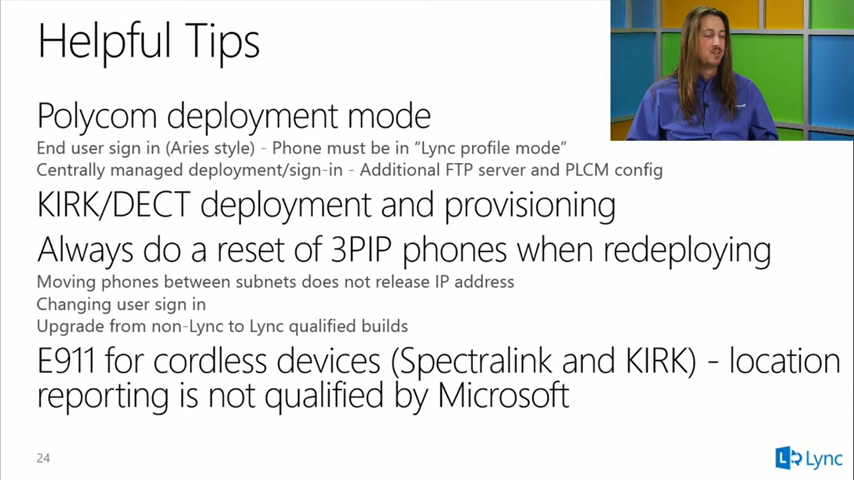 Helpful Tips
Polycom deployment mode
End user sign in (Aries style) - Phone must be in “Lync profile mode”
Centrally managed deployment/sign-in - Additional FTP server and PLCM config
KIRK/DECT deployment and provisioning
Always do a reset of 3PIP phones when redeploying
Moving phones between subnets does not release IP address
Changing user sign in
Upgrade from non-Lync to Lync qualified builds
E911 for cordless devices (Spectralink and KIRK) - location
reporting is not qualified by Microsoft
24
L Lync